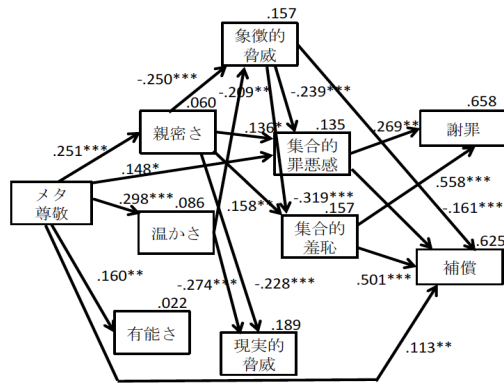 .157
象徴的
脅威
-.250***
.060
-.209**
-.239***
.658
親密さ
.136*
.135
.269**
謝罪
.251***
.148*
集合的
罪悪感
.558***
メタ
尊敬
.298***
.086
.158**
-.319***
-.161***
温かさ
.157
集合的
羞恥
.625
.501***
補償
.160**
-.274***
-.228***
.022
.189
有能さ
現実的
脅威
.113**